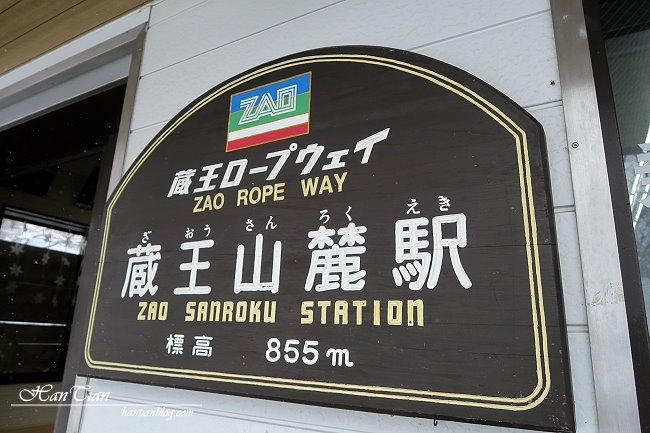 ZAO
蔵王ロープウェイ
ZAO ROPE WAY
ざ おう さん ろく えき
蔵王山麓駅
ZAO SANROKU STATION
標高 855m
HanTian
hantianblog.com